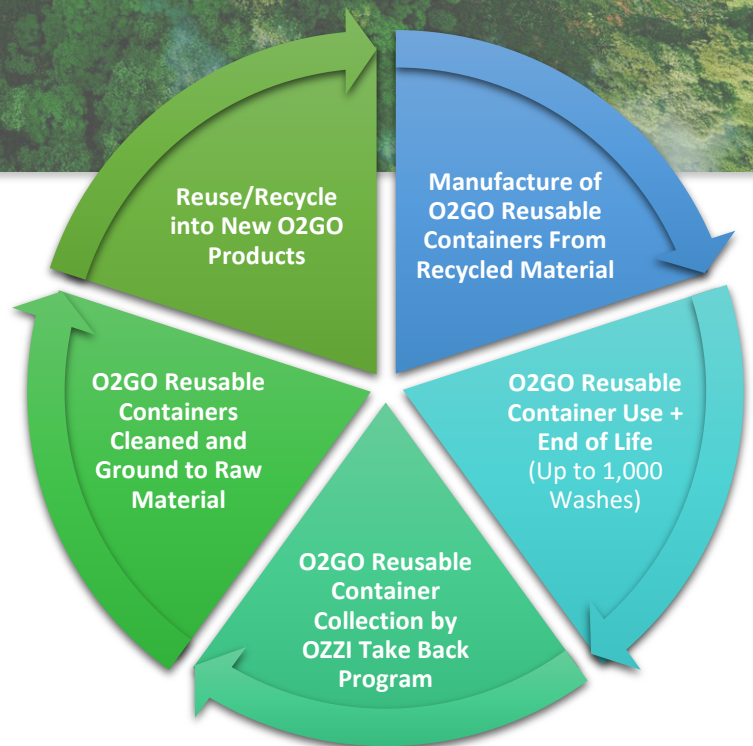 Reuse/Recycle
into New O2GO
Products
Manufacture of
O2GO Reusable
Containers From
Recycled Material
O2GO Reusable
Container Use +
End of Life
(Up to 1,000
Washes)
O2GO Reusable
Container
Collection by
OZZI Take Back
Program
O2GO Reusable
Containers
Cleaned and
Ground to Raw
Material